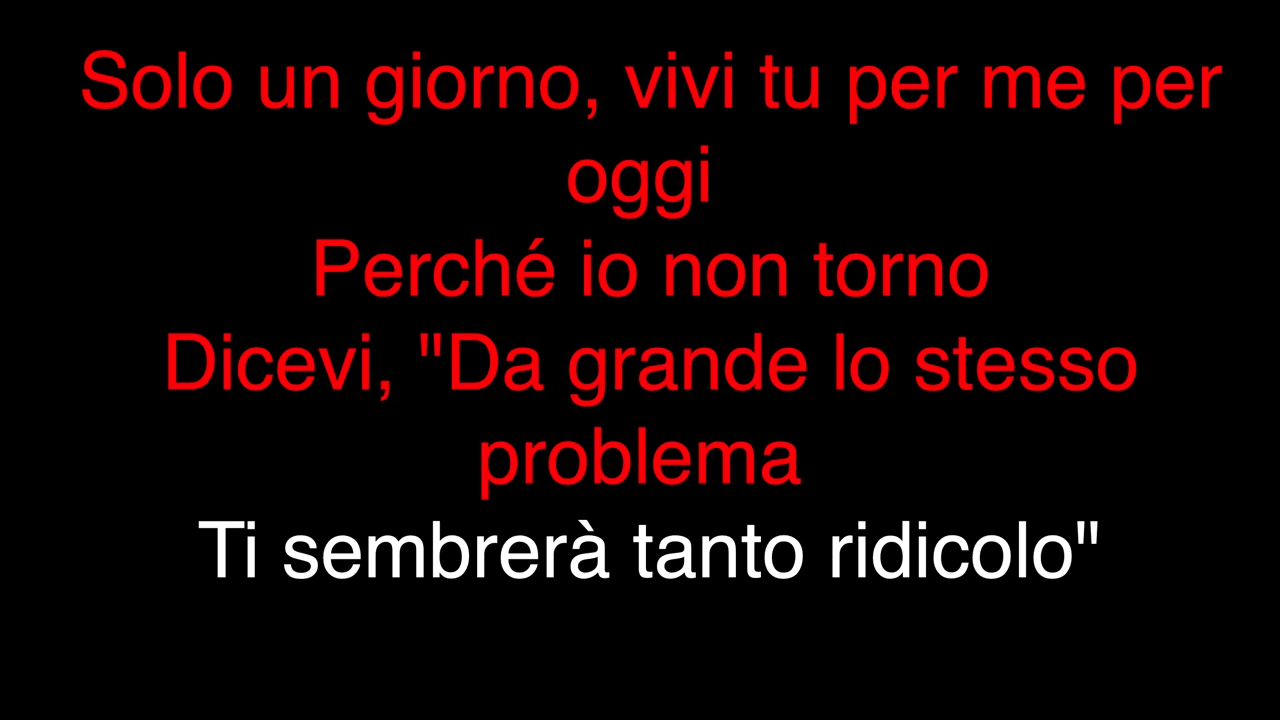 Solo un giorno, vivi tu per me per
oggi
Perché io non torno
Dicevi, "Da grande lo stesso
problema
Ti sembrerà tanto ridicolo"